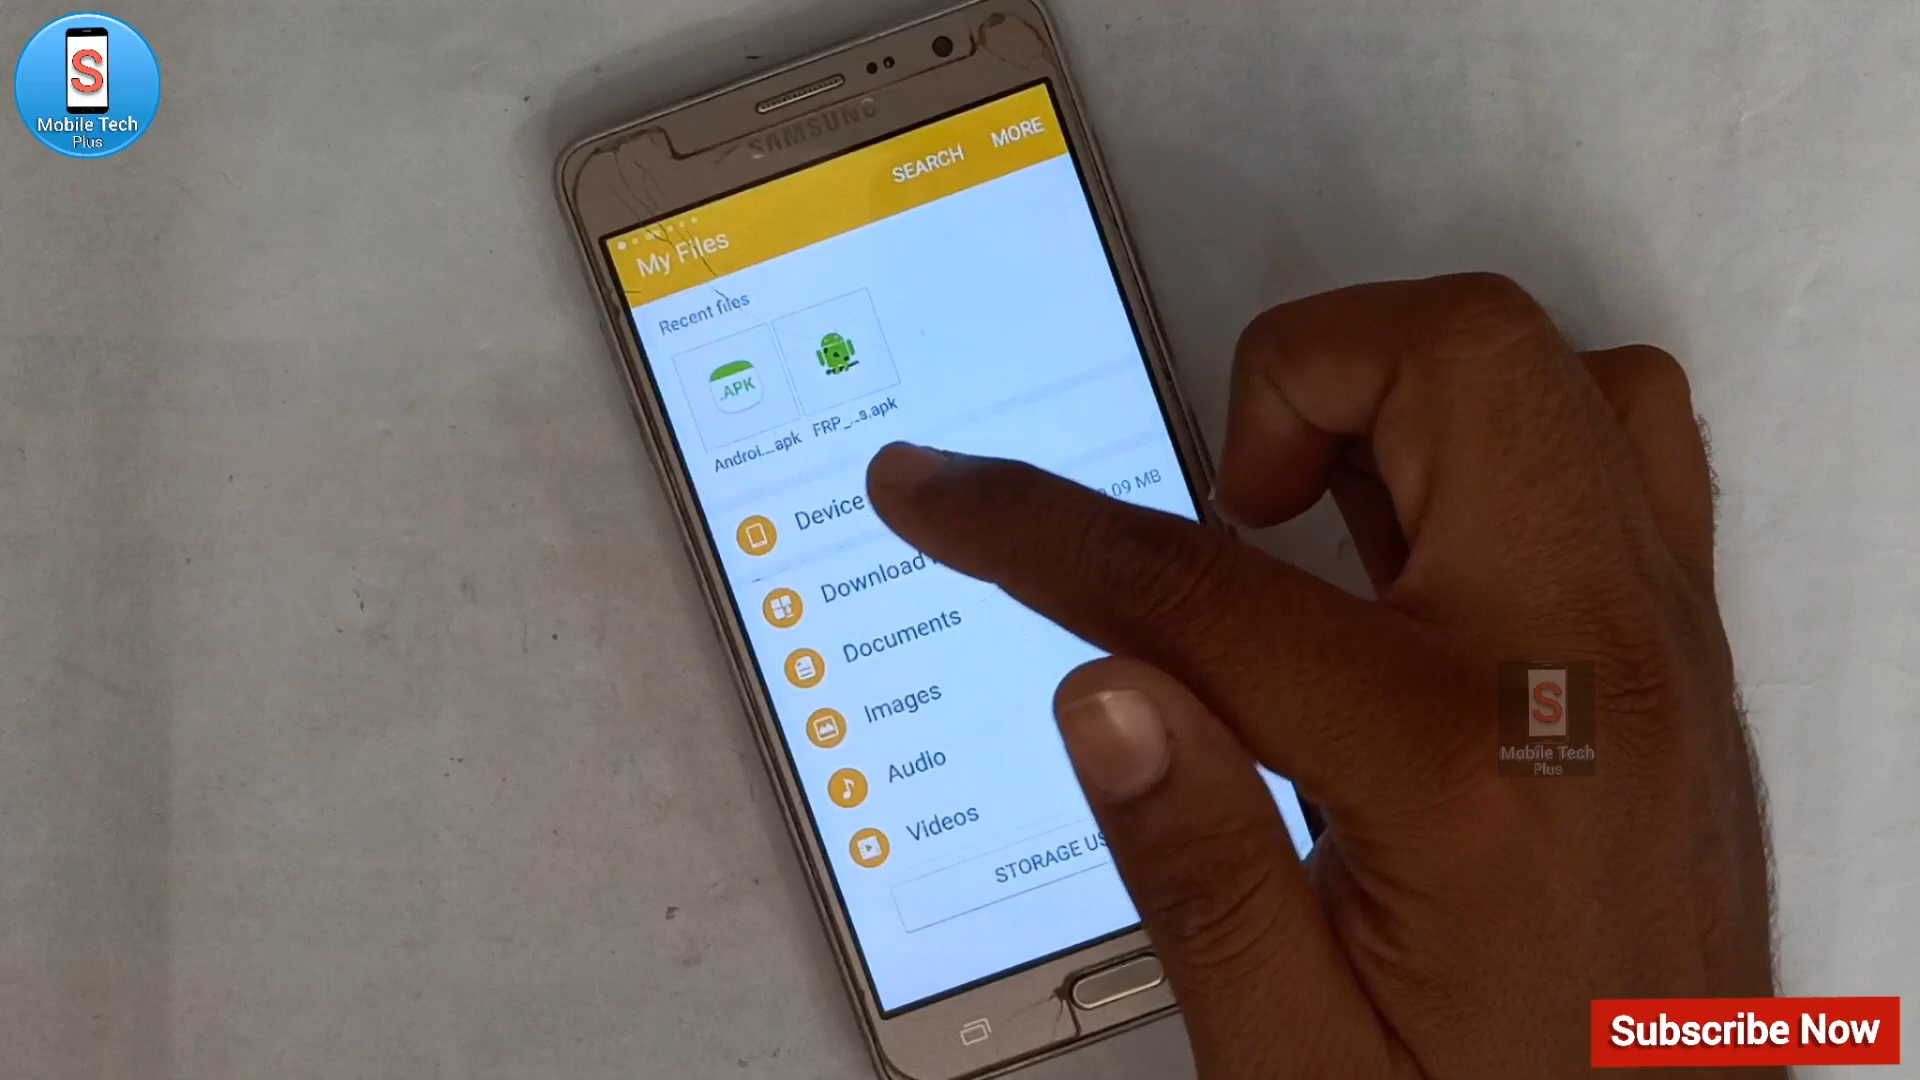 S
Mobile Tech
Plus
SAMSUNG
SEARCH
MORE
My Files
Recent files
.APK
Androi....apk
FRP_...s.apk
Device
.09 MB
Download
Documents
Images
Audio
Videos
STORAGE US
S
Mobile Tech
Plus
Subscribe Now